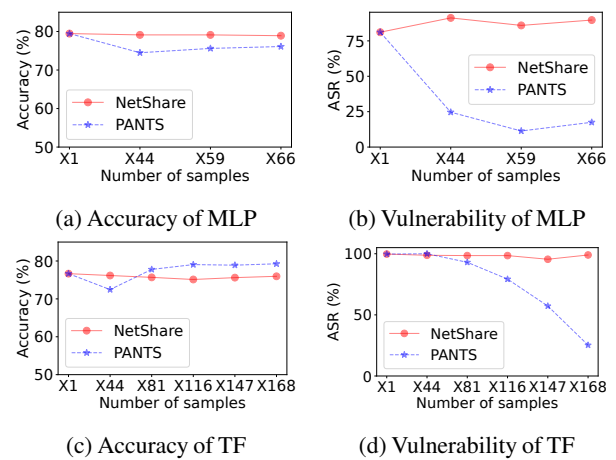 80
70
60
50
Accuracy (%)
NetShare
PANTS
X1 X44 X59 X66
Number of samples
(a) Accuracy of MLP
75
50
25
0
ASR (%)
NetShare
PANTS
X1 X44 X59 X66
Number of samples
(b) Vulnerability of MLP
80
70
60
50
Accuracy (%)
NetShare
PANTS
X1 X44 X81 X116 X147 X168
Number of samples
(c) Accuracy of TF
100
50
0
ASR (%)
NetShare
PANTS
X1 X44 X81 X116 X147 X168
Number of samples
(d) Vulnerability of TF